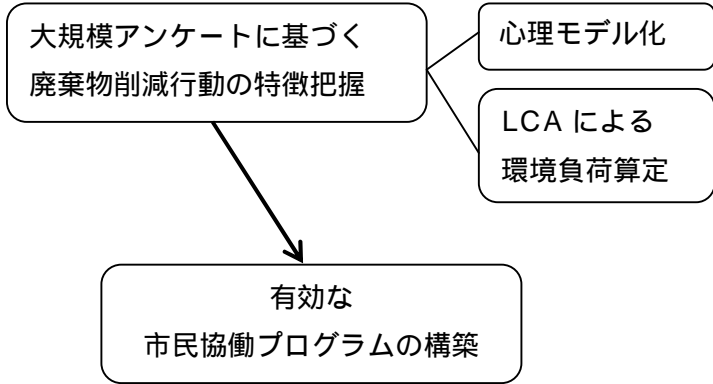 大規模アンケートに基づく
廃棄物削減行動の特徴把握
心理モデル化
LCA による
環境負荷算定
有効な
市民協働プログラムの構築